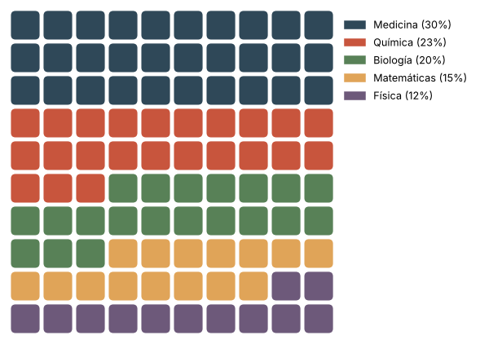 Medicina (30%)
Química (23%)
Biología (20%)
Matemáticas (15%)
Física (12%)